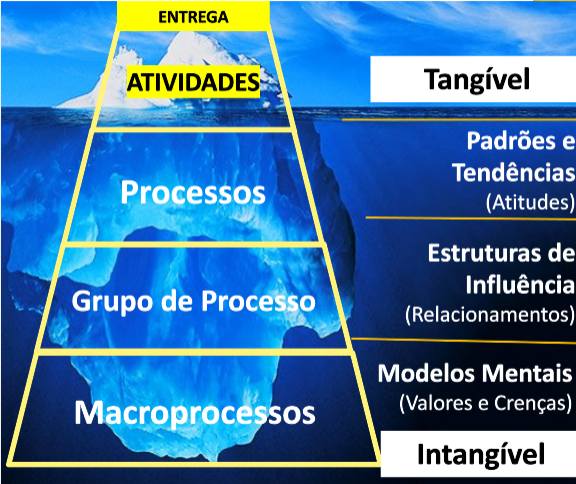 ENTREGA
ATIVIDADES
Tangível
Processos
Padrões e
Tendências
(Atitudes)
Grupo de Processo
Estruturas de
Influência
(Relacionamentos)
Macroprocessos
Modelos Mentais
(Valores e Crenças)
Intangível